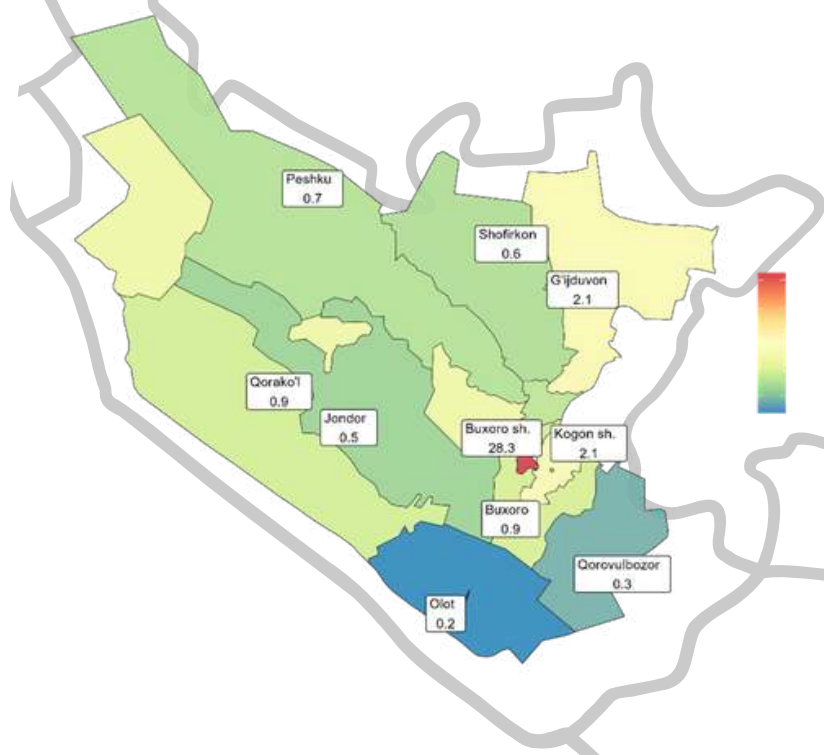 Peshku
0.7
Shofirkon
0.6
G'ijduvon
2.1
Qorako'l
0.9
Jondor
0.5
Buxoro sh.
28.3
Kogon sh.
2.1
Buxoro
0.9
Qorovulbozor
0.3
Olot
0.2